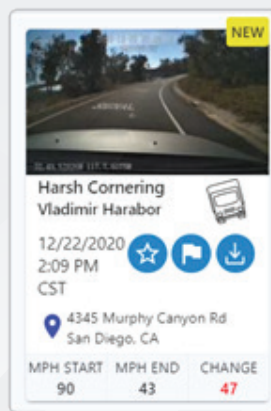 NEW
Harsh Cornering
Vladimir Harabor
12/22/2020
2:09 PM
CST
4345 Murphy Canyon Rd
San Diego, CA
MPH START MPH END CHANGE
90 43 47